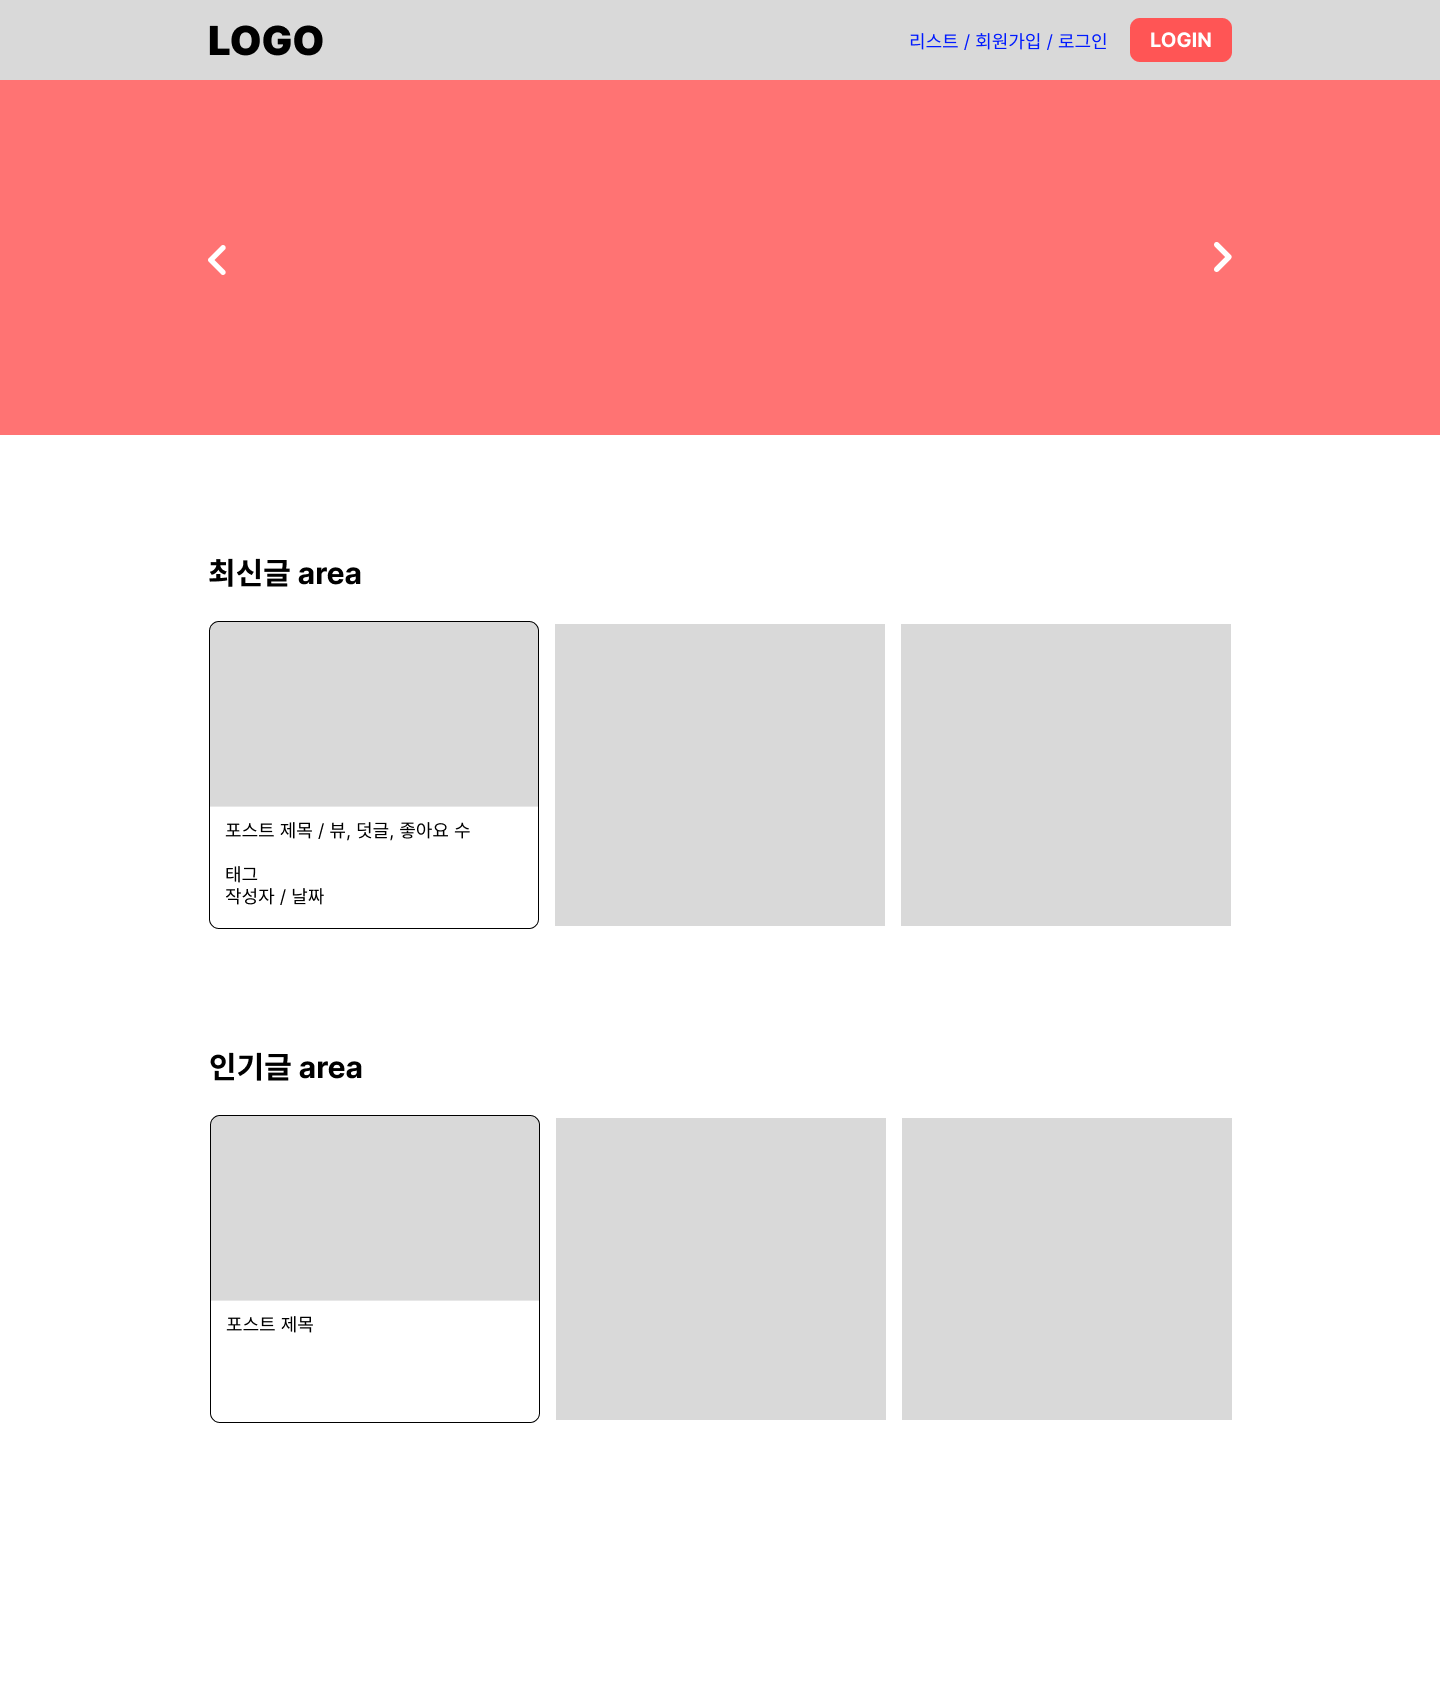 LOGO
리스트 / 회원가입 / 로그인
LOGIN
최신글 area
포스트 제목 / 뷰, 덧글, 좋아요 수
태그
작성자 / 날짜
인기글 area
포스트 제목